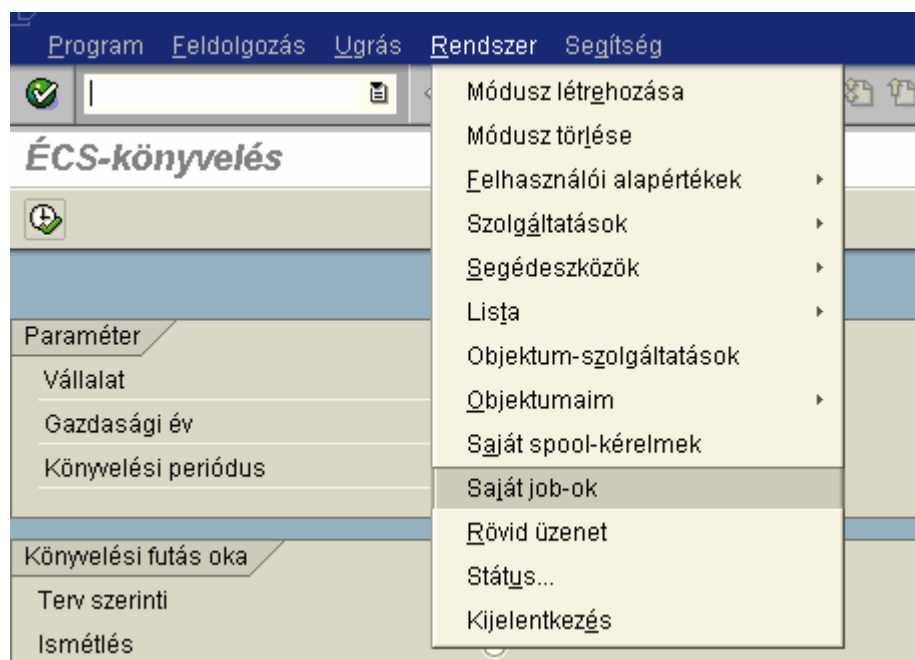 Program Feldolgozás Ugrás Rendszer Segítség
Módusz létrehozása
Módusz törlése
Felhasználói alapértékek
Szolgáltatások
Segédeszközök
Lista
Objektum-szolgáltatások
Objektumaim
Saját spool-kérelmek
Saját job-ok
Rövid üzenet
Státus...
Kijelentkezés
ÉCS-könyvelés
Paraméter
Vállalat
Gazdasági év
Könyvelési periódus
Könyvelési futás oka
Terv szerinti
Ismétlés